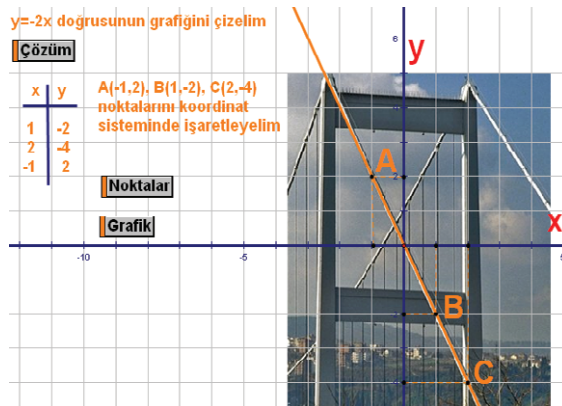 y=-2x doğrusunun grafiğini çizelim
Çözüm
x y
1 -2
2 -4
-1 2
A(-1,2), B(1,-2), C(2,-4)
noktalarını koordinat
sisteminde işaretleyelim
Noktalar
Grafik
y
6
A
2
x
-10
-5
B
C